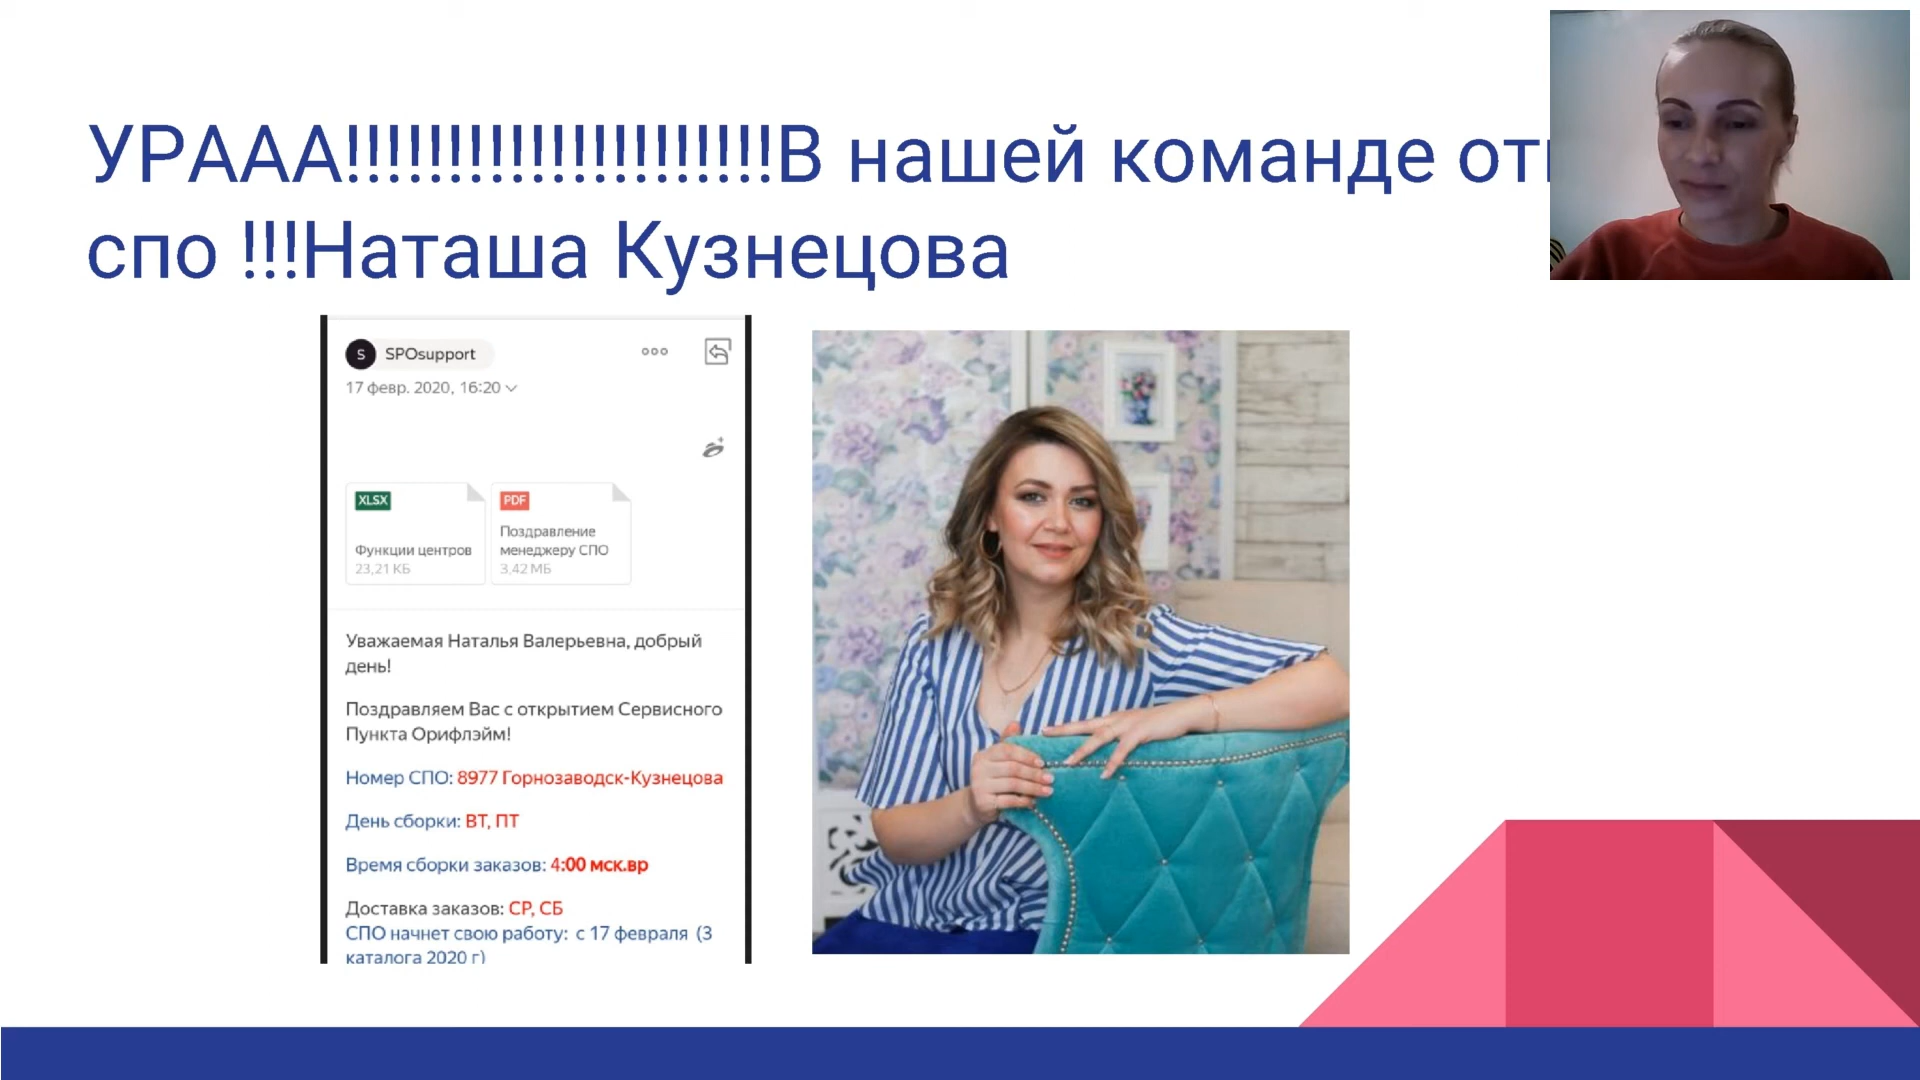 УРААА!!!!!!!!!!!!!!!!!!!!!В нашей команде
спо !!!Наташа Кузнецова
S SPOsupport
17 февр. 2020, 16:20
XLSX
Функции центров
23,21 КБ
PDF
Поздравление
менеджеру СПО
3,42 МБ
Уважаемая Наталья Валерьевна, добрый
день!
Поздравляем Вас с открытием Сервисного
Пункта Орифлэйм!
Номер СПО: 8977 Горнозаводск-Кузнецова
День сборки: ВТ, ПТ
Время сборки заказов: 4:00 мск.вр
Доставка заказов: СР, СБ
СПО начнет свою работу: с 17 февраля (3
каталога 2020 г)